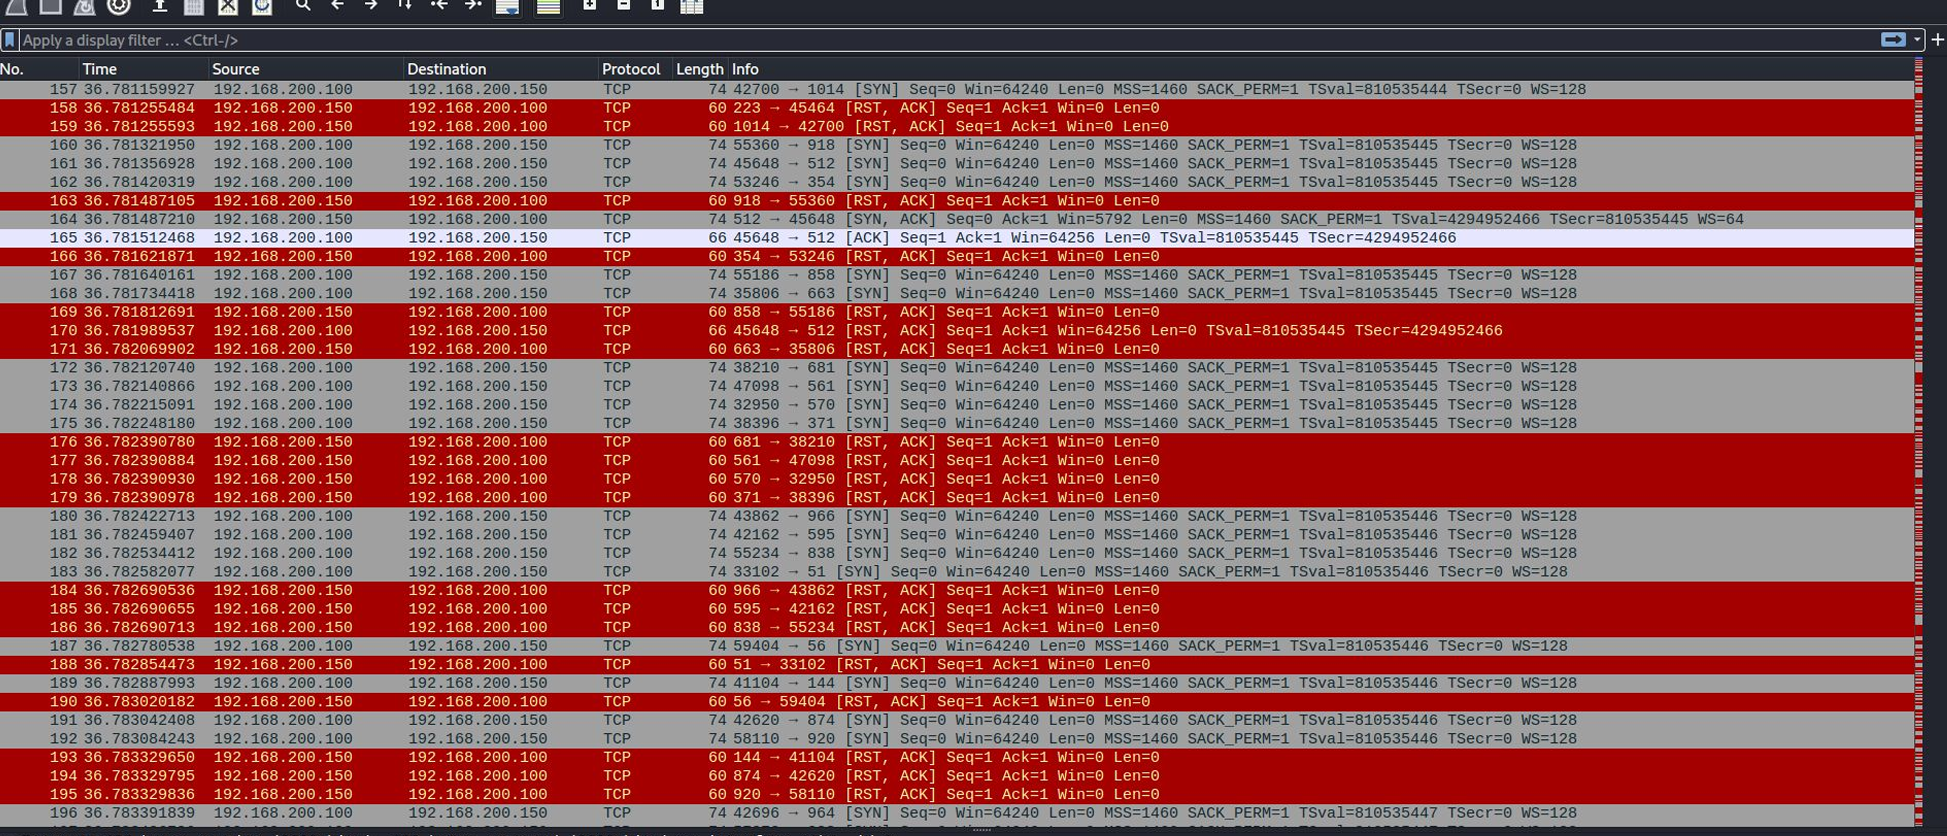 Apply a display filter ... <Ctrl-/>
No. Time Source Destination Protocol Length Info
157 36.781159927 192.168.200.100 192.168.200.150 TCP 74 42700 → 1014 [SYN] Seq=0 Win=64240 Len=0 MSS=1460 SACK_PERM=1 TSval=810535444 TSecr=0 WS=128
158 36.781255484 192.168.200.150 192.168.200.100 TCP 60 223 → 45464 [RST, ACK] Seq=1 Ack=1 Win=0 Len=0
159 36.781255593 192.168.200.150 192.168.200.100 TCP 60 1014 → 42700 [RST, ACK] Seq=1 Ack=1 Win=0 Len=0
160 36.781321950 192.168.200.100 192.168.200.150 TCP 74 55360 → 918 [SYN] Seq=0 Win=64240 Len=0 MSS=1460 SACK_PERM=1 TSval=810535445 TSecr=0 WS=128
161 36.781356928 192.168.200.100 192.168.200.150 TCP 74 45648 → 512 [SYN] Seq=0 Win=64240 Len=0 MSS=1460 SACK_PERM=1 TSval=810535445 TSecr=0 WS=128
162 36.781420319 192.168.200.100 192.168.200.150 TCP 74 53246 → 354 [SYN] Seq=0 Win=64240 Len=0 MSS=1460 SACK_PERM=1 TSval=810535445 TSecr=0 WS=128
163 36.781487105 192.168.200.150 192.168.200.100 TCP 60 918 → 55360 [RST, ACK] Seq=1 Ack=1 Win=0 Len=0
164 36.781487210 192.168.200.150 192.168.200.100 TCP 74 512 → 45648 [SYN, ACK] Seq=0 Ack=1 Win=5792 Len=0 MSS=1460 SACK_PERM=1 TSval=4294952466 TSecr=810535445 WS=64
165 36.781512468 192.168.200.100 192.168.200.150 TCP 66 45648 → 512 [ACK] Seq=1 Ack=1 Win=64256 Len=0 TSval=810535445 TSecr=4294952466
166 36.781621871 192.168.200.150 192.168.200.100 TCP 60 354 → 53246 [RST, ACK] Seq=1 Ack=1 Win=0 Len=0
167 36.781640161 192.168.200.100 192.168.200.150 TCP 74 55186 → 858 [SYN] Seq=0 Win=64240 Len=0 MSS=1460 SACK_PERM=1 TSval=810535445 TSecr=0 WS=128
168 36.781734418 192.168.200.100 192.168.200.150 TCP 74 35806 → 663 [SYN] Seq=0 Win=64240 Len=0 MSS=1460 SACK_PERM=1 TSval=810535445 TSecr=0 WS=128
169 36.781812691 192.168.200.150 192.168.200.100 TCP 60 858 → 55186 [RST, ACK] Seq=1 Ack=1 Win=0 Len=0
170 36.781989537 192.168.200.100 192.168.200.150 TCP 66 45648 → 512 [RST, ACK] Seq=1 Ack=1 Win=64256 Len=0 TSval=810535445 TSecr=4294952466
171 36.782069902 192.168.200.150 192.168.200.100 TCP 60 663 → 35806 [RST, ACK] Seq=1 Ack=1 Win=0 Len=0
172 36.782120740 192.168.200.100 192.168.200.150 TCP 74 38210 → 681 [SYN] Seq=0 Win=64240 Len=0 MSS=1460 SACK_PERM=1 TSval=810535445 TSecr=0 WS=128
173 36.782140866 192.168.200.100 192.168.200.150 TCP 74 47098 → 561 [SYN] Seq=0 Win=64240 Len=0 MSS=1460 SACK_PERM=1 TSval=810535445 TSecr=0 WS=128
174 36.782215091 192.168.200.100 192.168.200.150 TCP 74 32950 → 570 [SYN] Seq=0 Win=64240 Len=0 MSS=1460 SACK_PERM=1 TSval=810535445 TSecr=0 WS=128
175 36.782248180 192.168.200.100 192.168.200.150 TCP 74 38396 → 371 [SYN] Seq=0 Win=64240 Len=0 MSS=1460 SACK_PERM=1 TSval=810535445 TSecr=0 WS=128
176 36.782390780 192.168.200.150 192.168.200.100 TCP 60 681 → 38210 [RST, ACK] Seq=1 Ack=1 Win=0 Len=0
177 36.782390884 192.168.200.150 192.168.200.100 TCP 60 561 → 47098 [RST, ACK] Seq=1 Ack=1 Win=0 Len=0
178 36.782390930 192.168.200.150 192.168.200.100 TCP 60 570 → 32950 [RST, ACK] Seq=1 Ack=1 Win=0 Len=0
179 36.782390978 192.168.200.150 192.168.200.100 TCP 60 371 → 38396 [RST, ACK] Seq=1 Ack=1 Win=0 Len=0
180 36.782422713 192.168.200.100 192.168.200.150 TCP 74 43862 → 966 [SYN] Seq=0 Win=64240 Len=0 MSS=1460 SACK_PERM=1 TSval=810535446 TSecr=0 WS=128
181 36.782459407 192.168.200.100 192.168.200.150 TCP 74 42162 → 595 [SYN] Seq=0 Win=64240 Len=0 MSS=1460 SACK_PERM=1 TSval=810535446 TSecr=0 WS=128
182 36.782534412 192.168.200.100 192.168.200.150 TCP 74 55234 → 838 [SYN] Seq=0 Win=64240 Len=0 MSS=1460 SACK_PERM=1 TSval=810535446 TSecr=0 WS=128
183 36.782582077 192.168.200.100 192.168.200.150 TCP 74 33102 → 51 [SYN] Seq=0 Win=64240 Len=0 MSS=1460 SACK_PERM=1 TSval=810535446 TSecr=0 WS=128
184 36.782690536 192.168.200.150 192.168.200.100 TCP 60 966 → 43862 [RST, ACK] Seq=1 Ack=1 Win=0 Len=0
185 36.782690655 192.168.200.150 192.168.200.100 TCP 60 595 → 42162 [RST, ACK] Seq=1 Ack=1 Win=0 Len=0
186 36.782690713 192.168.200.150 192.168.200.100 TCP 60 838 → 55234 [RST, ACK] Seq=1 Ack=1 Win=0 Len=0
187 36.782780538 192.168.200.100 192.168.200.150 TCP 74 59404 → 56 [SYN] Seq=0 Win=64240 Len=0 MSS=1460 SACK_PERM=1 TSval=810535446 TSecr=0 WS=128
188 36.782854473 192.168.200.150 192.168.200.100 TCP 60 51 → 33102 [RST, ACK] Seq=1 Ack=1 Win=0 Len=0
189 36.782887993 192.168.200.100 192.168.200.150 TCP 74 41104 → 144 [SYN] Seq=0 Win=64240 Len=0 MSS=1460 SACK_PERM=1 TSval=810535446 TSecr=0 WS=128
190 36.783020182 192.168.200.150 192.168.200.100 TCP 60 56 → 59404 [RST, ACK] Seq=1 Ack=1 Win=0 Len=0
191 36.783042408 192.168.200.100 192.168.200.150 TCP 74 42620 → 874 [SYN] Seq=0 Win=64240 Len=0 MSS=1460 SACK_PERM=1 TSval=810535446 TSecr=0 WS=128
192 36.783084243 192.168.200.100 192.168.200.150 TCP 74 58110 → 920 [SYN] Seq=0 Win=64240 Len=0 MSS=1460 SACK_PERM=1 TSval=810535446 TSecr=0 WS=128
193 36.783329650 192.168.200.150 192.168.200.100 TCP 60 144 → 41104 [RST, ACK] Seq=1 Ack=1 Win=0 Len=0
194 36.783329795 192.168.200.150 192.168.200.100 TCP 60 874 → 42620 [RST, ACK] Seq=1 Ack=1 Win=0 Len=0
195 36.783329836 192.168.200.150 192.168.200.100 TCP 60 920 → 58110 [RST, ACK] Seq=1 Ack=1 Win=0 Len=0
196 36.783391839 192.168.200.100 192.168.200.150 TCP 74 42696 → 964 [SYN] Seq=0 Win=64240 Len=0 MSS=1460 SACK_PERM=1 TSval=810535447 TSecr=0 WS=128